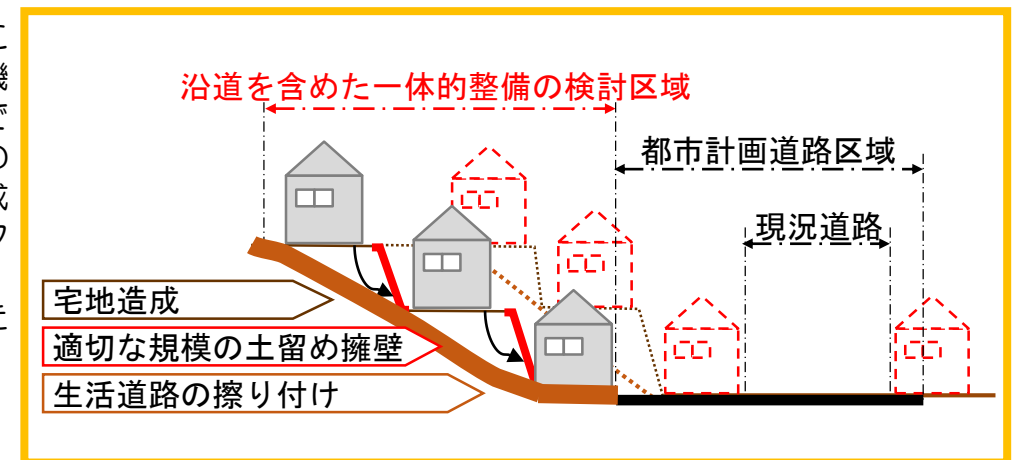 沿道を含めた一体的整備の検討区域
都市計画道路区域
現況道路
宅地造成
適切な規模の土留め擁壁
生活道路の擦り付け